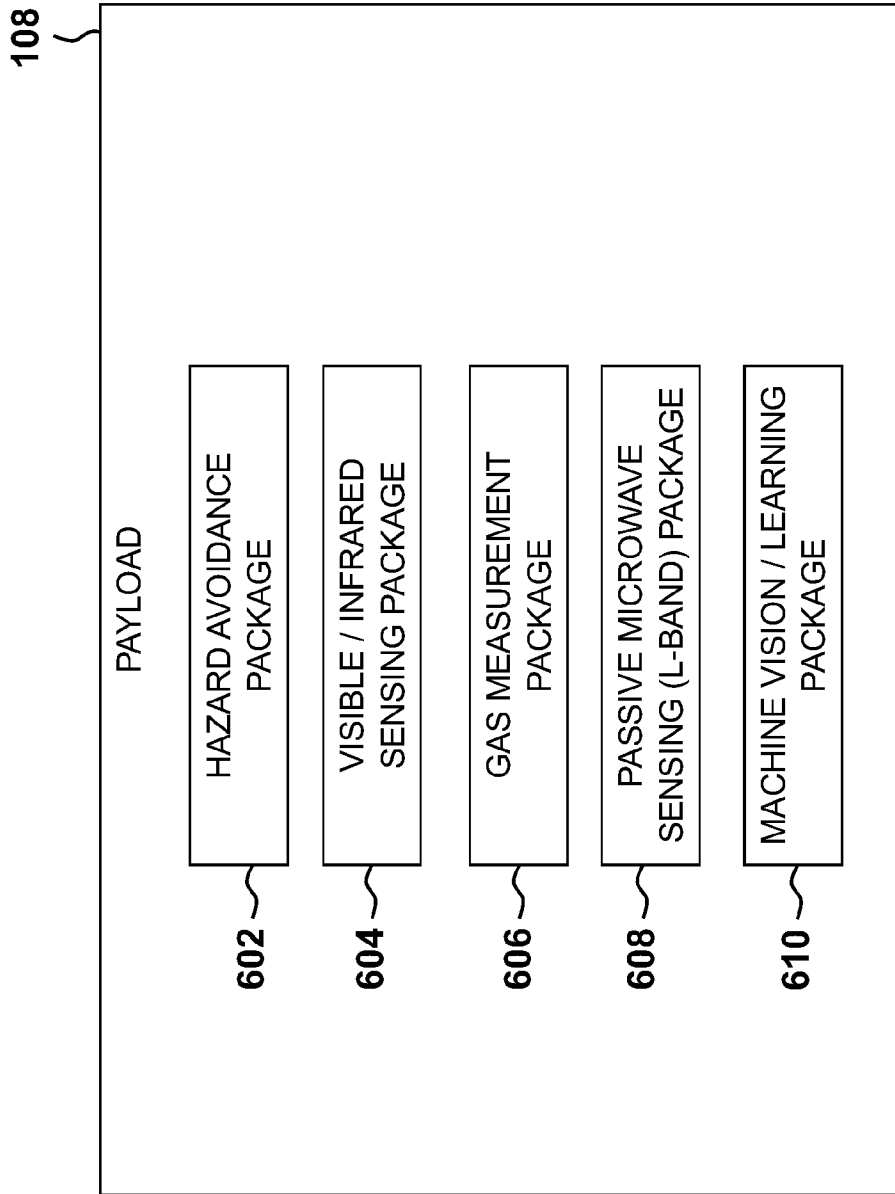 108
PAYLOAD
602
HAZARD AVOIDANCE
PACKAGE
604
VISIBLE / INFRARED
SENSING PACKAGE
606
GAS MEASUREMENT
PACKAGE
608
PASSIVE MICROWAVE
SENSING (L-BAND) PACKAGE
610
MACHINE VISION / LEARNING
PACKAGE